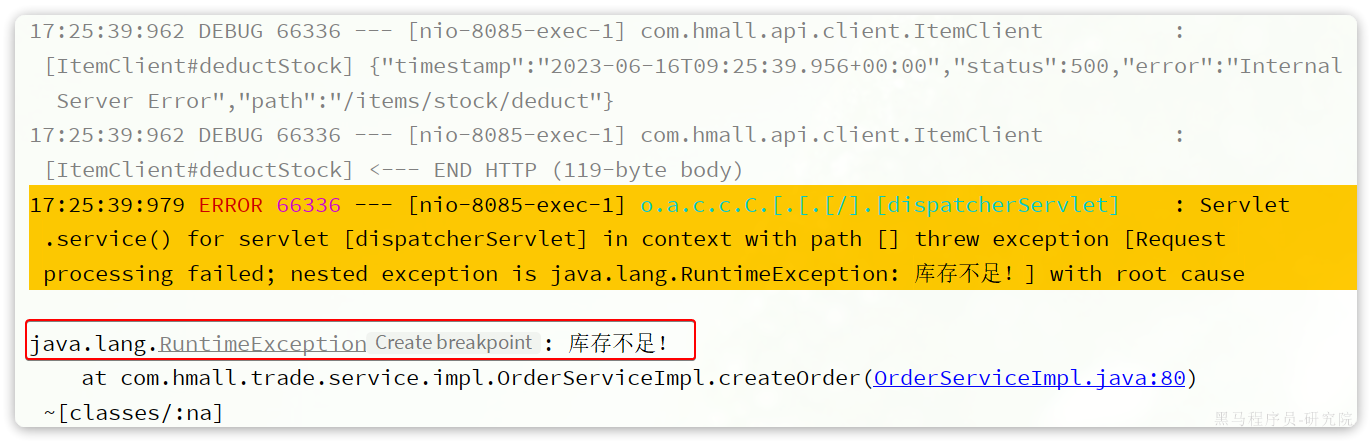 17:25:39:962 DEBUG 66336 --- [nio-8085-exec-1] com.hmall.api.client.ItemClient          :
[ItemClient#deductStock] {"timestamp":"2023-06-16T09:25:39.956+00:00","status":500,"error":"Internal
Server Error","path":"/items/stock/deduct"}
17:25:39:962 DEBUG 66336 --- [nio-8085-exec-1] com.hmall.api.client.ItemClient          :
[ItemClient#deductStock] <--- END HTTP (119-byte body)
17:25:39:979 ERROR 66336 --- [nio-8085-exec-1] o.a.c.c.C.[.[.[/].[dispatcherServlet]    : Servlet
.service() for servlet [dispatcherServlet] in context with path [] threw exception [Request
processing failed; nested exception is java.lang.RuntimeException: 库存不足！] with root cause
java.lang.RuntimeException Create breakpoint : 库存不足！
at com.hmall.trade.service.impl.OrderServiceImpl.createOrder(OrderServiceImpl.java:80)
~[classes/:na]
黑马程序员-研究院